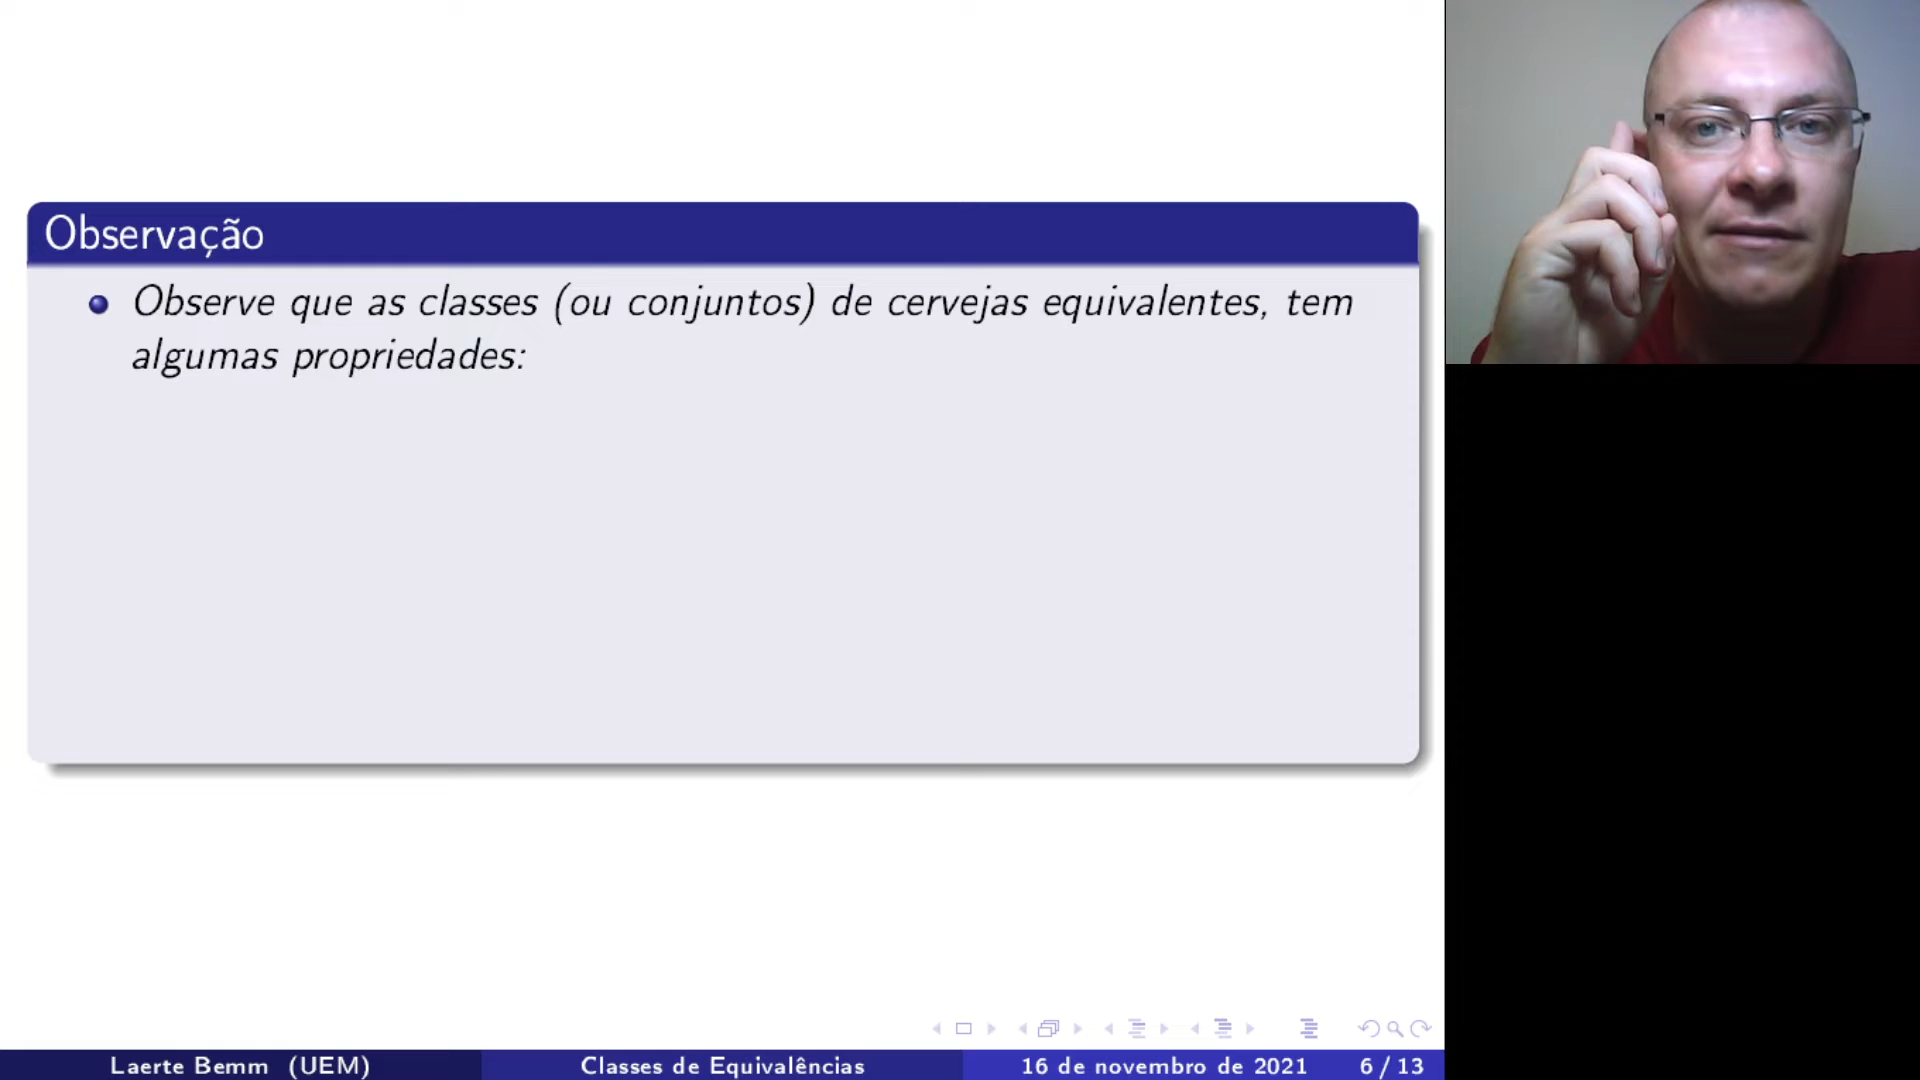 Observação
Observe que as classes (ou conjuntos) de cervejas equivalentes, tem
algumas propriedades:
Laerte Bemm (UEM)
Classes de Equivalências
16 de novembro de 2021
6 / 13